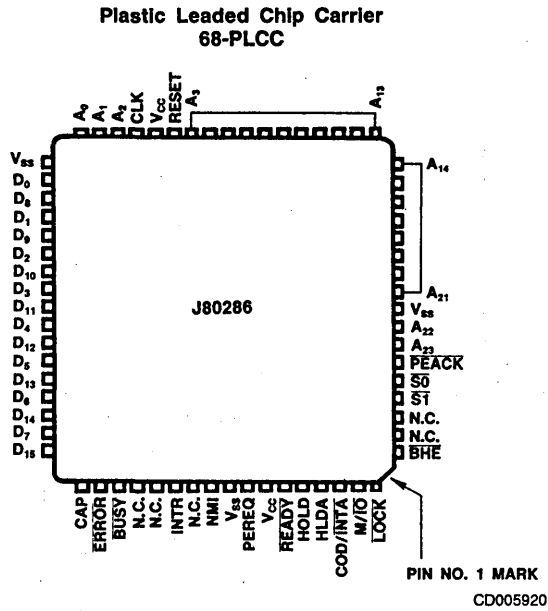 Plastic Leaded Chip Carrier
68-PLCC
A₀
A₁
A₂
CLK
Vcc
RESET
A₃
A₁₃
Vss
D₀
D₈
D₁
D₉
D₂
D₁₀
D₃
D₁₁
D₄
D₁₂
D₅
D₁₃
D₆
D₁₄
D₇
D₁₅
J80286
A₁₄
A₂₁
Vss
A₂₂
A₂₃
PEACK
S0
S1
N.C.
N.C.
BHE
CAP
ERROR
BUSY
N.C.
N.C.
INTR
N.C.
NMI
Vss
PEREQ
Vcc
READY
HOLD
HLDA
COD/INTA
M/IO
LOCK
PIN NO. 1 MARK
CD005920